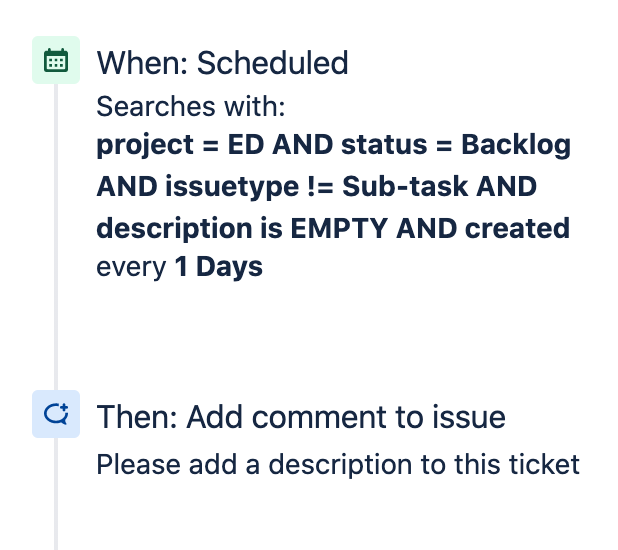 When: Scheduled
Searches with:
project = ED AND status = Backlog
AND issuetype != Sub-task AND
description is EMPTY AND created
every 1 Days
Then: Add comment to issue
Please add a description to this ticket